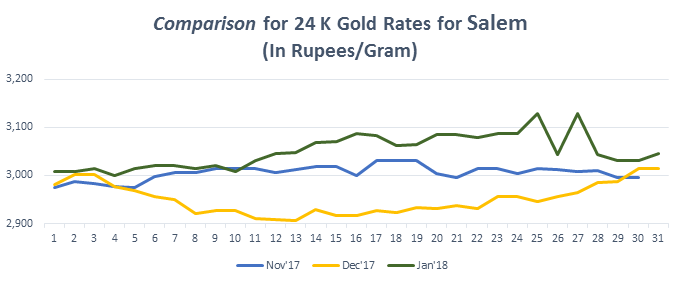 Comparison for 24 K Gold Rates for Salem
(In Rupees/Gram)
3,200
3,100
3,000
2,900
1 2 3 4 5 6 7 8 9 10 11 12 13 14 15 16 17 18 19 20 21 22 23 24 25 26 27 28 29 30 31
Nov'17 Dec'17 Jan'18